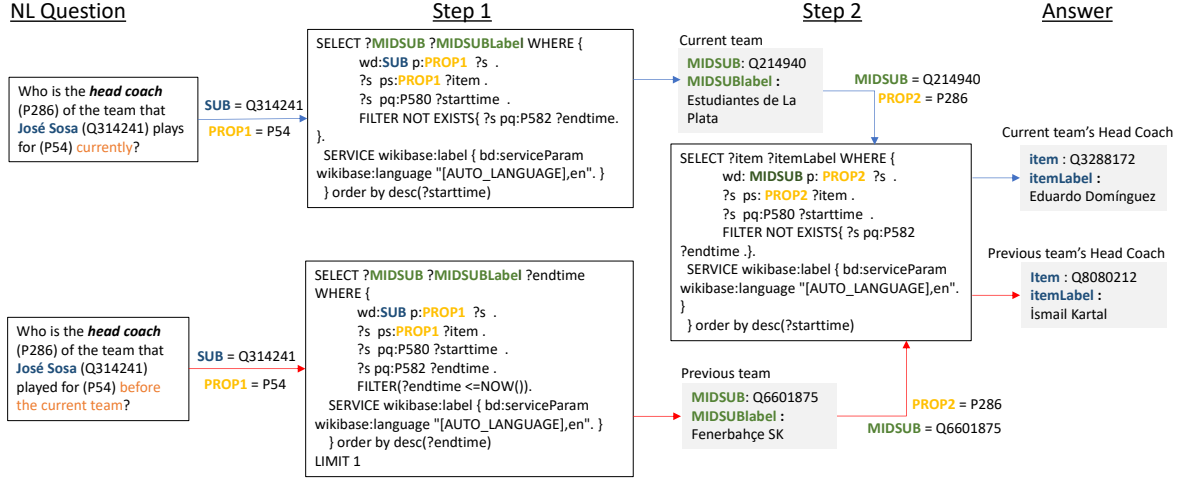 NL Question
Step 1
Step 2
Answer
Who is the head coach
(P286) of the team that
José Sosa (Q314241) plays
for (P54) currently?
SUB = Q314241
PROP1 = P54
SELECT ?MIDSUB ?MIDSUBLabel WHERE {
wd:SUB p:PROP1 ?s .
?s ps:PROP1 ?item .
?s pq:P580 ?starttime .
FILTER NOT EXISTS{ ?s pq:P582 ?endtime.
}.
SERVICE wikibase:label { bd:serviceParam
wikibase:language "[AUTO_LANGUAGE],en". }
} order by desc(?starttime)
Current team
MIDSUB: Q214940
MIDSUBlabel :
Estudiantes de La
Plata
MIDSUB = Q214940
PROP2 = P286
SELECT ?item ?itemLabel WHERE {
wd: MIDSUB p: PROP2 ?s .
?s ps: PROP2 ?item .
?s pq:P580 ?starttime .
FILTER NOT EXISTS{ ?s pq:P582
?endtime .}.
SERVICE wikibase:label { bd:serviceParam
wikibase:language "[AUTO_LANGUAGE],en".
}
} order by desc(?starttime)
Current team's Head Coach
item : Q3288172
itemLabel :
Eduardo Domínguez
Previous team's Head Coach
Item : Q8080212
itemLabel :
İsmail Kartal
Who is the head coach
(P286) of the team that
José Sosa (Q314241)
played for (P54) before
the current team?
SUB = Q314241
PROP1 = P54
SELECT ?MIDSUB ?MIDSUBLabel ?endtime
WHERE {
wd:SUB p:PROP1 ?s .
?s ps:PROP1 ?item .
?s pq:P580 ?starttime .
?s pq:P582 ?endtime.
FILTER(?endtime <=NOW()).
SERVICE wikibase:label { bd:serviceParam
wikibase:language "[AUTO_LANGUAGE],en". }
} order by desc(?endtime)
LIMIT 1
Previous team
MIDSUB: Q6601875
MIDSUBlabel :
Fenerbahçe SK
PROP2 = P286
MIDSUB = Q6601875